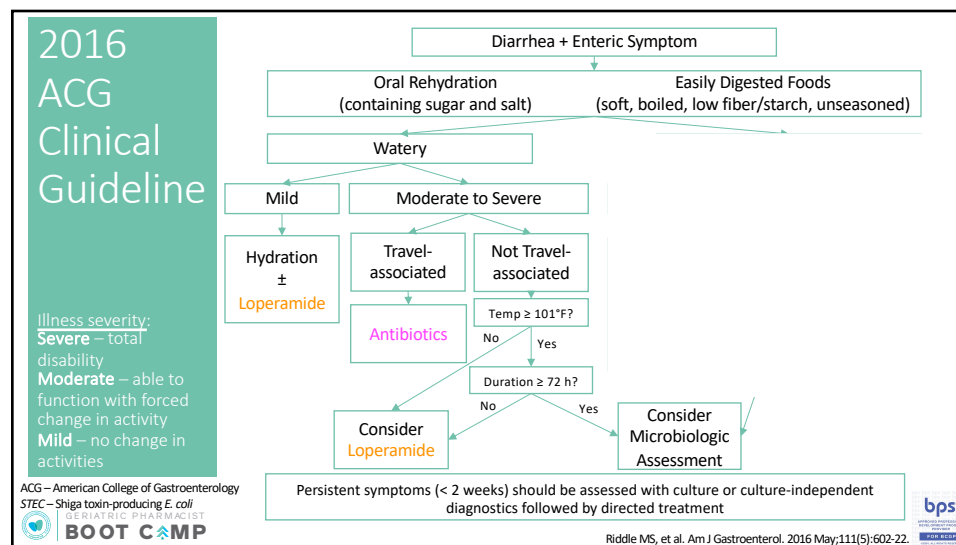 2016
ACG
Clinical
Guideline
Illness severity:
Severe – total
disability
Moderate – able to
function with forced
change in activity
Mild – no change in
activities
Diarrhea + Enteric Symptom
Oral Rehydration
(containing sugar and salt)
Easily Digested Foods
(soft, boiled, low fiber/starch, unseasoned)
Watery
Mild
Moderate to Severe
Hydration
±
Loperamide
Travel-
associated
Not Travel-
associated
Antibiotics
Temp ≥ 101°F?
No
Yes
Duration ≥ 72 h?
No
Yes
Consider
Loperamide
Consider
Microbiologic
Assessment
Persistent symptoms (< 2 weeks) should be assessed with culture or culture-independent
diagnostics followed by directed treatment
ACG – American College of Gastroenterology
STEC – Shiga toxin-producing E. coli
GERIATRIC PHARMACIST
BOOT CAMP
Riddle MS, et al. Am J Gastroenterol. 2016 May;111(5):602-22.
bps
FOR BCGP